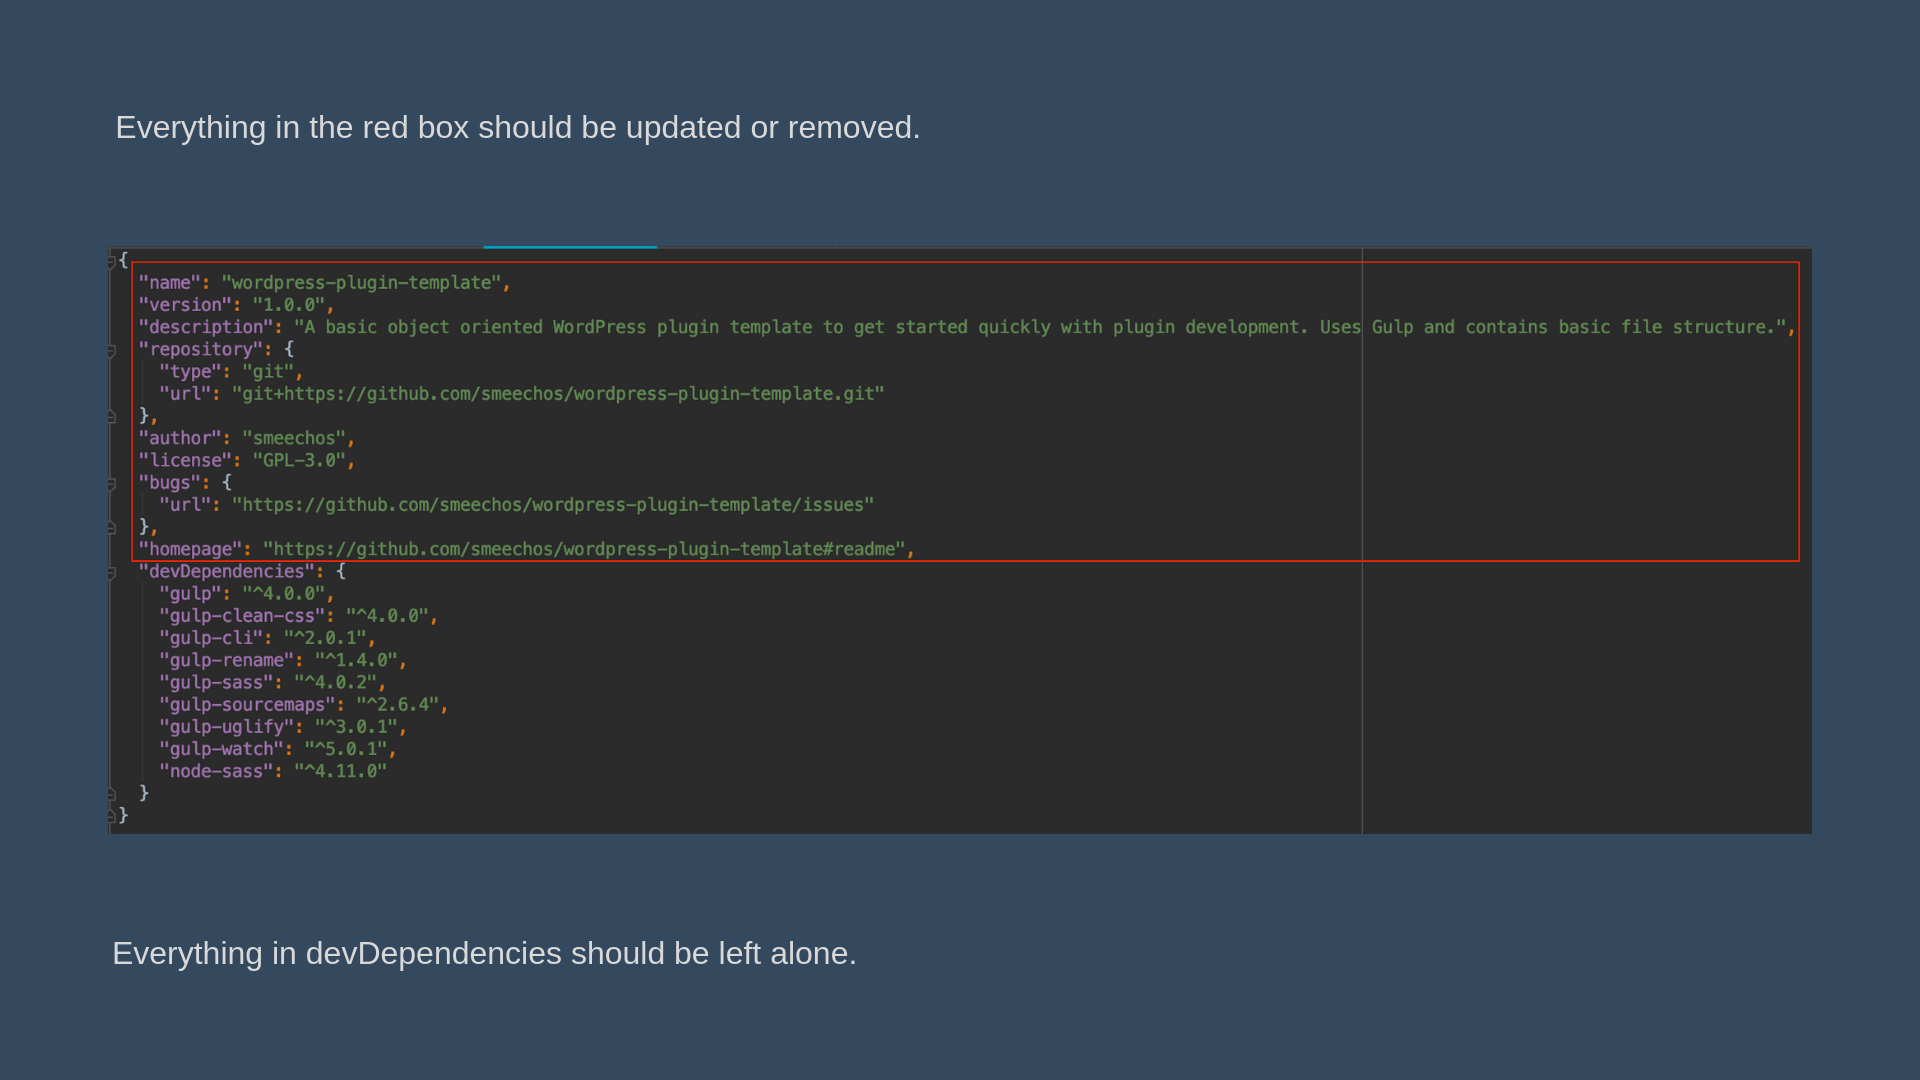 Everything in the red box should be updated or removed.
{
"name": "wordpress-plugin-template",
"version": "1.0.0",
"description": "A basic object oriented WordPress plugin template to get started quickly with plugin development. Uses Gulp and contains basic file structure.",
"repository": {
"type": "git",
"url": "git+https://github.com/smeechos/wordpress-plugin-template.git"
},
"author": "smeechos",
"license": "GPL-3.0",
"bugs": {
"url": "https://github.com/smeechos/wordpress-plugin-template/issues"
},
"homepage": "https://github.com/smeechos/wordpress-plugin-template#readme",
"devDependencies": {
"gulp": "^4.0.0",
"gulp-clean-css": "^4.0.0",
"gulp-cli": "^2.0.1",
"gulp-rename": "^1.4.0",
"gulp-sass": "^4.0.2",
"gulp-sourcemaps": "^2.6.4",
"gulp-uglify": "^3.0.1",
"gulp-watch": "^5.0.1",
"node-sass": "^4.11.0"
}
}
Everything in devDependencies should be left alone.